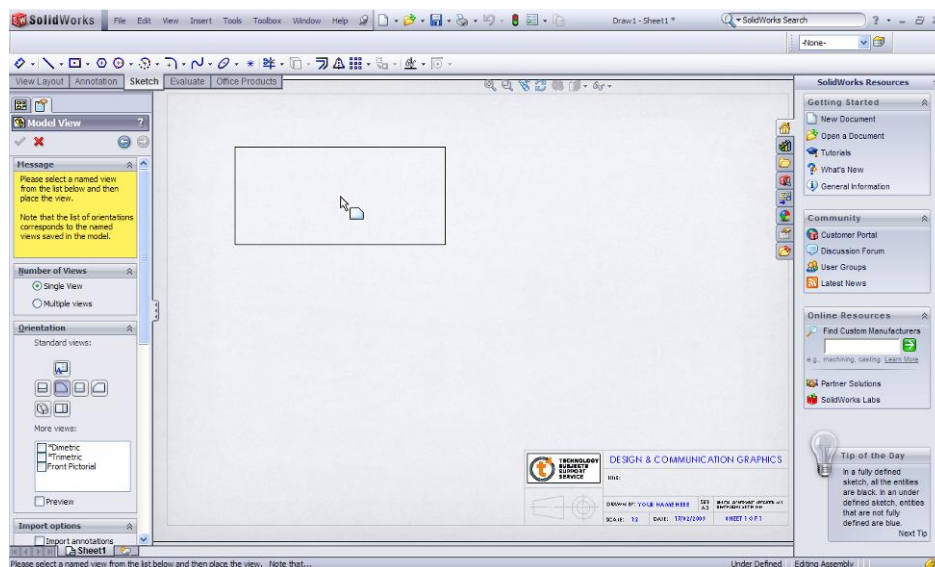 SolidWorks File Edit View Insert Tools Toolbox Window Help Draw1 - Sheet1 * SolidWorks Search
-None-
View Layout Annotation Sketch Evaluate Office Products
SolidWorks Resources
Model View
Message
Please select a named view
from the list below and then
place the view.
Note that the list of orientations
corresponds to the named
views saved in the model.
Number of Views
Single View
Multiple views
Orientation
Standard views:
More views:
*Dimetric
*Trimetric
Front Pictorial
Preview
Import options
Import annotations
Getting Started
New Document
Open a Document
Tutorials
What's New
General Information
Community
Customer Portal
Discussion Forum
User Groups
Latest News
Online Resources
Find Custom Manufacturers
e.g., machining, casting Learn More
Partner Solutions
SolidWorks Labs
Tip of the Day
In a fully defined
sketch, all the entities
are black. In an under
defined sketch, entities
that are not fully
defined are blue.
Next Tip
TECHNOLOGY
SUBJECTS
SUPPORT
SERVICE
DESIGN & COMMUNICATION GRAPHICS
TITLE:
DRAWN BY: YOUR NAME HERE
A3
SCALE: 1:2 DATE: 17/02/2009 SHEET 1 OF 1
Sheet1
Please select a named view from the list below and then place the view. Note that... Under Defined Editing Assembly